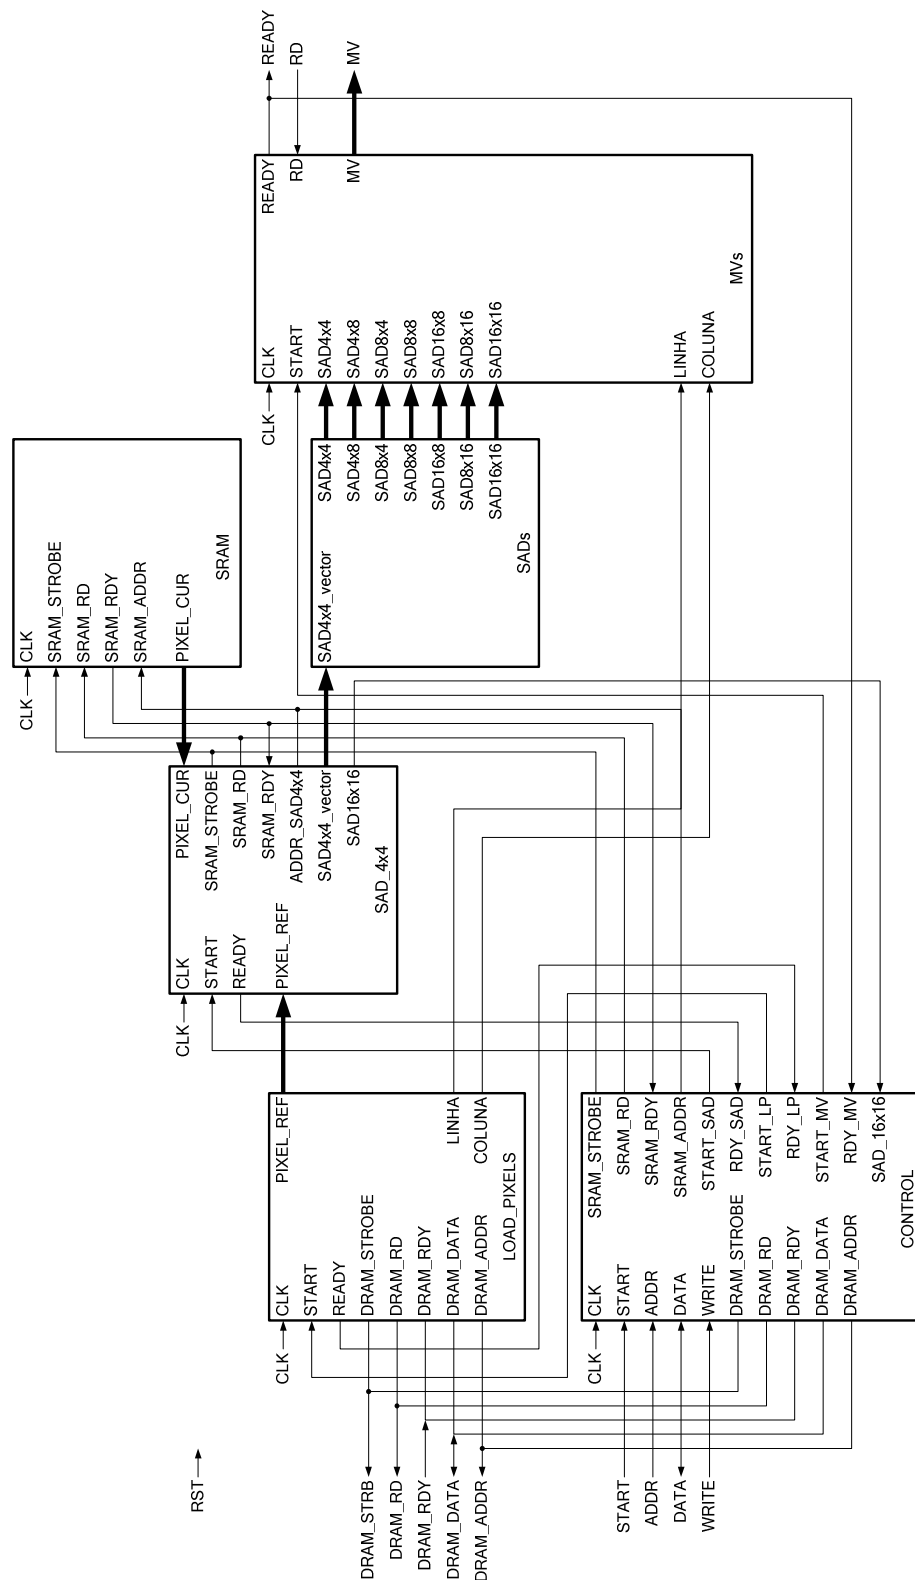 RST
DRAM_STRB
DRAM_RD
DRAM_RDY
DRAM_DATA
DRAM_ADDR
START
ADDR
DATA
WRITE
CLK
CLK
START
READY
DRAM_STROBE
DRAM_RD
DRAM_RDY
DRAM_DATA
DRAM_ADDR
PIXEL_REF
LINHA
COLUNA
LOAD_PIXELS
CLK
CLK
START
ADDR
DATA
WRITE
DRAM_STROBE
DRAM_RD
DRAM_RDY
DRAM_DATA
DRAM_ADDR
SRAM_STROBE
SRAM_RD
SRAM_RDY
SRAM_ADDR
START_SAD
RDY_SAD
START_LP
RDY_LP
START_MV
RDY_MV
SAD_16x16
CONTROL
CLK
CLK
START
READY
PIXEL_REF
PIXEL_CUR
SRAM_STROBE
SRAM_RD
SRAM_RDY
ADDR_SAD4x4
SAD4x4_vector
SAD16x16
SAD_4x4
CLK
CLK
SRAM_STROBE
SRAM_RD
SRAM_RDY
SRAM_ADDR
PIXEL_CUR
SRAM
SAD4x4_vector
SAD4x4
SAD4x8
SAD8x4
SAD8x8
SAD16x8
SAD8x16
SAD16x16
SADs
CLK
CLK
START
SAD4x4
SAD4x8
SAD8x4
SAD8x8
SAD16x8
SAD8x16
SAD16x16
LINHA
COLUNA
READY
RD
MV
MVs
READY
RD
MV